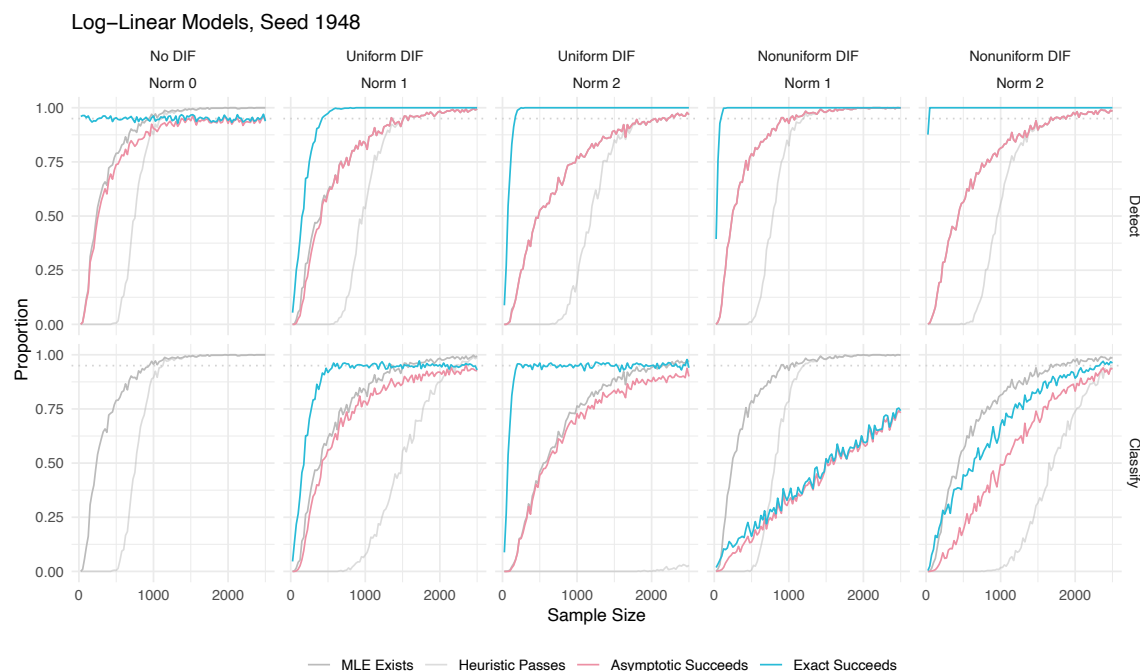 Log−Linear Models, Seed 1948
No DIF Uniform DIF Uniform DIF Nonuniform DIF Nonuniform DIF
Norm 0 Norm 1 Norm 2 Norm 1 Norm 2
1.00
0.75
0.50
0.25
0.00
Detect
1.00
0.75
0.50
0.25
0.00
Classify
Proportion
0 1000 2000 0 1000 2000 0 1000 2000 0 1000 2000 0 1000 2000
Sample Size
MLE Exists Heuristic Passes Asymptotic Succeeds Exact Succeeds